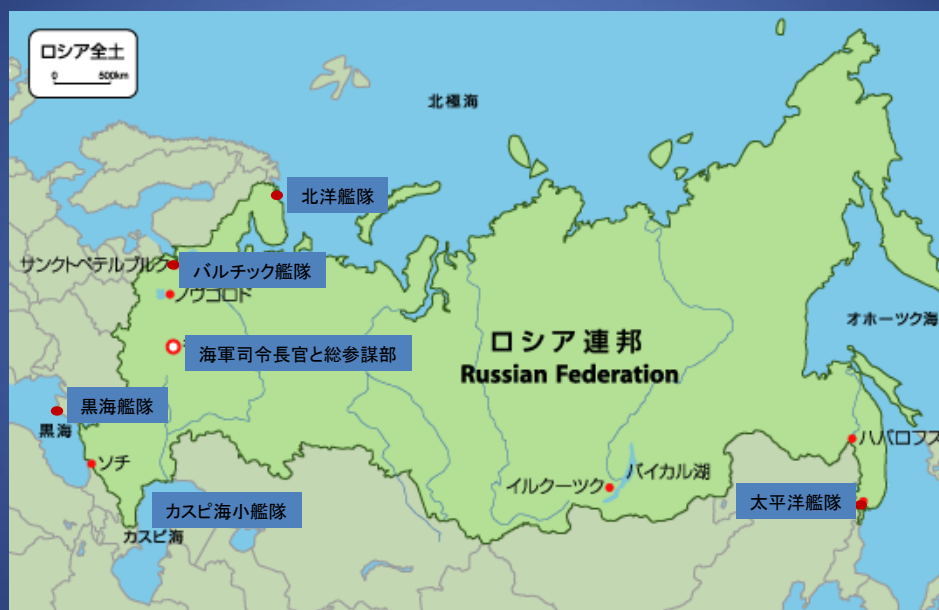 ロシア全土
0 500km
北極海
北洋艦隊
サンクトペテルブルク
バルチック艦隊
ノヴゴロド
オホーツク海
ロシア連邦
Russian Federation
海軍司令長官と総参謀部
黒海艦隊
黒海
ハバロフス
ソチ
バイカル湖
イルクーツク
カスピ海小艦隊
太平洋艦隊
カスピ海